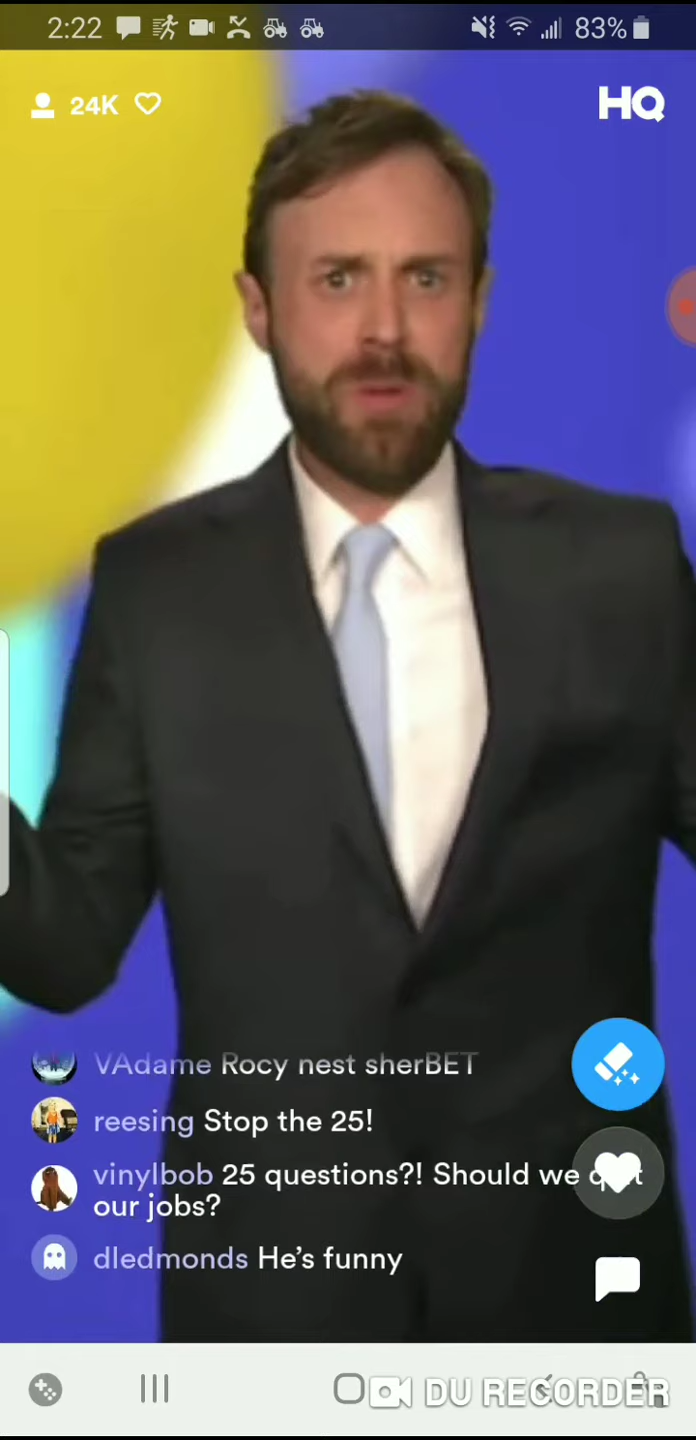 2:22 83%
24K HQ
VAdame Rocy nest sherBET
reesing Stop the 25!
vinylbob 25 questions?! Should we quit
our jobs?
dledmonds He's funny
DU RECORDER